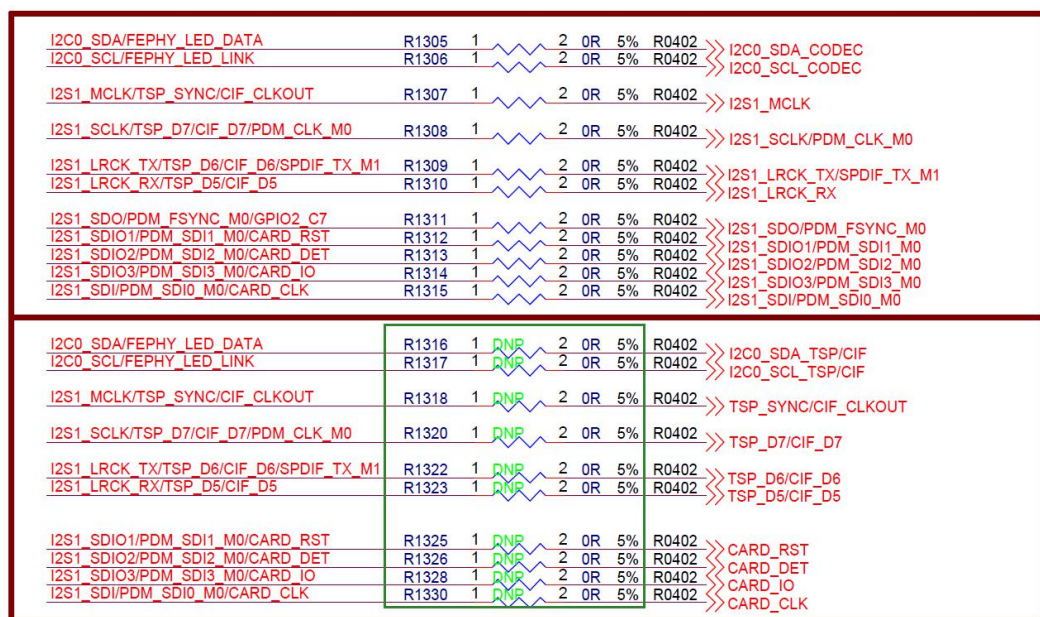 I2C0_SDA/FEPHY_LED_DATA R1305 1 2 0R 5% R0402 I2C0_SDA_CODEC
I2C0_SCL/FEPHY_LED_LINK R1306 1 2 0R 5% R0402 I2C0_SCL_CODEC
I2S1_MCLK/TSP_SYNC/CIF_CLKOUT R1307 1 2 0R 5% R0402 I2S1_MCLK
I2S1_SCLK/TSP_D7/CIF_D7/PDM_CLK_M0 R1308 1 2 0R 5% R0402 I2S1_SCLK/PDM_CLK_M0
I2S1_LRCK_TX/TSP_D6/CIF_D6/SPDIF_TX_M1 R1309 1 2 0R 5% R0402 I2S1_LRCK_TX/SPDIF_TX_M1
I2S1_LRCK_RX/TSP_D5/CIF_D5 R1310 1 2 0R 5% R0402 I2S1_LRCK_RX
I2S1_SDO/PDM_FSYNC_M0/GPIO2_C7 R1311 1 2 0R 5% R0402 I2S1_SDO/PDM_FSYNC_M0
I2S1_SDIO1/PDM_SDI1_M0/CARD_RST R1312 1 2 0R 5% R0402 I2S1_SDIO1/PDM_SDI1_M0
I2S1_SDIO2/PDM_SDI2_M0/CARD_DET R1313 1 2 0R 5% R0402 I2S1_SDIO2/PDM_SDI2_M0
I2S1_SDIO3/PDM_SDI3_M0/CARD_IO R1314 1 2 0R 5% R0402 I2S1_SDIO3/PDM_SDI3_M0
I2S1_SDI/PDM_SDI0_M0/CARD_CLK R1315 1 2 0R 5% R0402 I2S1_SDI/PDM_SDI0_M0
I2C0_SDA/FEPHY_LED_DATA R1316 1 DNP 2 0R 5% R0402 I2C0_SDA_TSP/CIF
I2C0_SCL/FEPHY_LED_LINK R1317 1 DNP 2 0R 5% R0402 I2C0_SCL_TSP/CIF
I2S1_MCLK/TSP_SYNC/CIF_CLKOUT R1318 1 DNP 2 0R 5% R0402 TSP_SYNC/CIF_CLKOUT
I2S1_SCLK/TSP_D7/CIF_D7/PDM_CLK_M0 R1320 1 DNP 2 0R 5% R0402 TSP_D7/CIF_D7
I2S1_LRCK_TX/TSP_D6/CIF_D6/SPDIF_TX_M1 R1322 1 DNP 2 0R 5% R0402 TSP_D6/CIF_D6
I2S1_LRCK_RX/TSP_D5/CIF_D5 R1323 1 DNP 2 0R 5% R0402 TSP_D5/CIF_D5
I2S1_SDIO1/PDM_SDI1_M0/CARD_RST R1325 1 DNP 2 0R 5% R0402 CARD_RST
I2S1_SDIO2/PDM_SDI2_M0/CARD_DET R1326 1 DNP 2 0R 5% R0402 CARD_DET
I2S1_SDIO3/PDM_SDI3_M0/CARD_IO R1328 1 DNP 2 0R 5% R0402 CARD_IO
I2S1_SDI/PDM_SDI0_M0/CARD_CLK R1330 1 DNP 2 0R 5% R0402 CARD_CLK